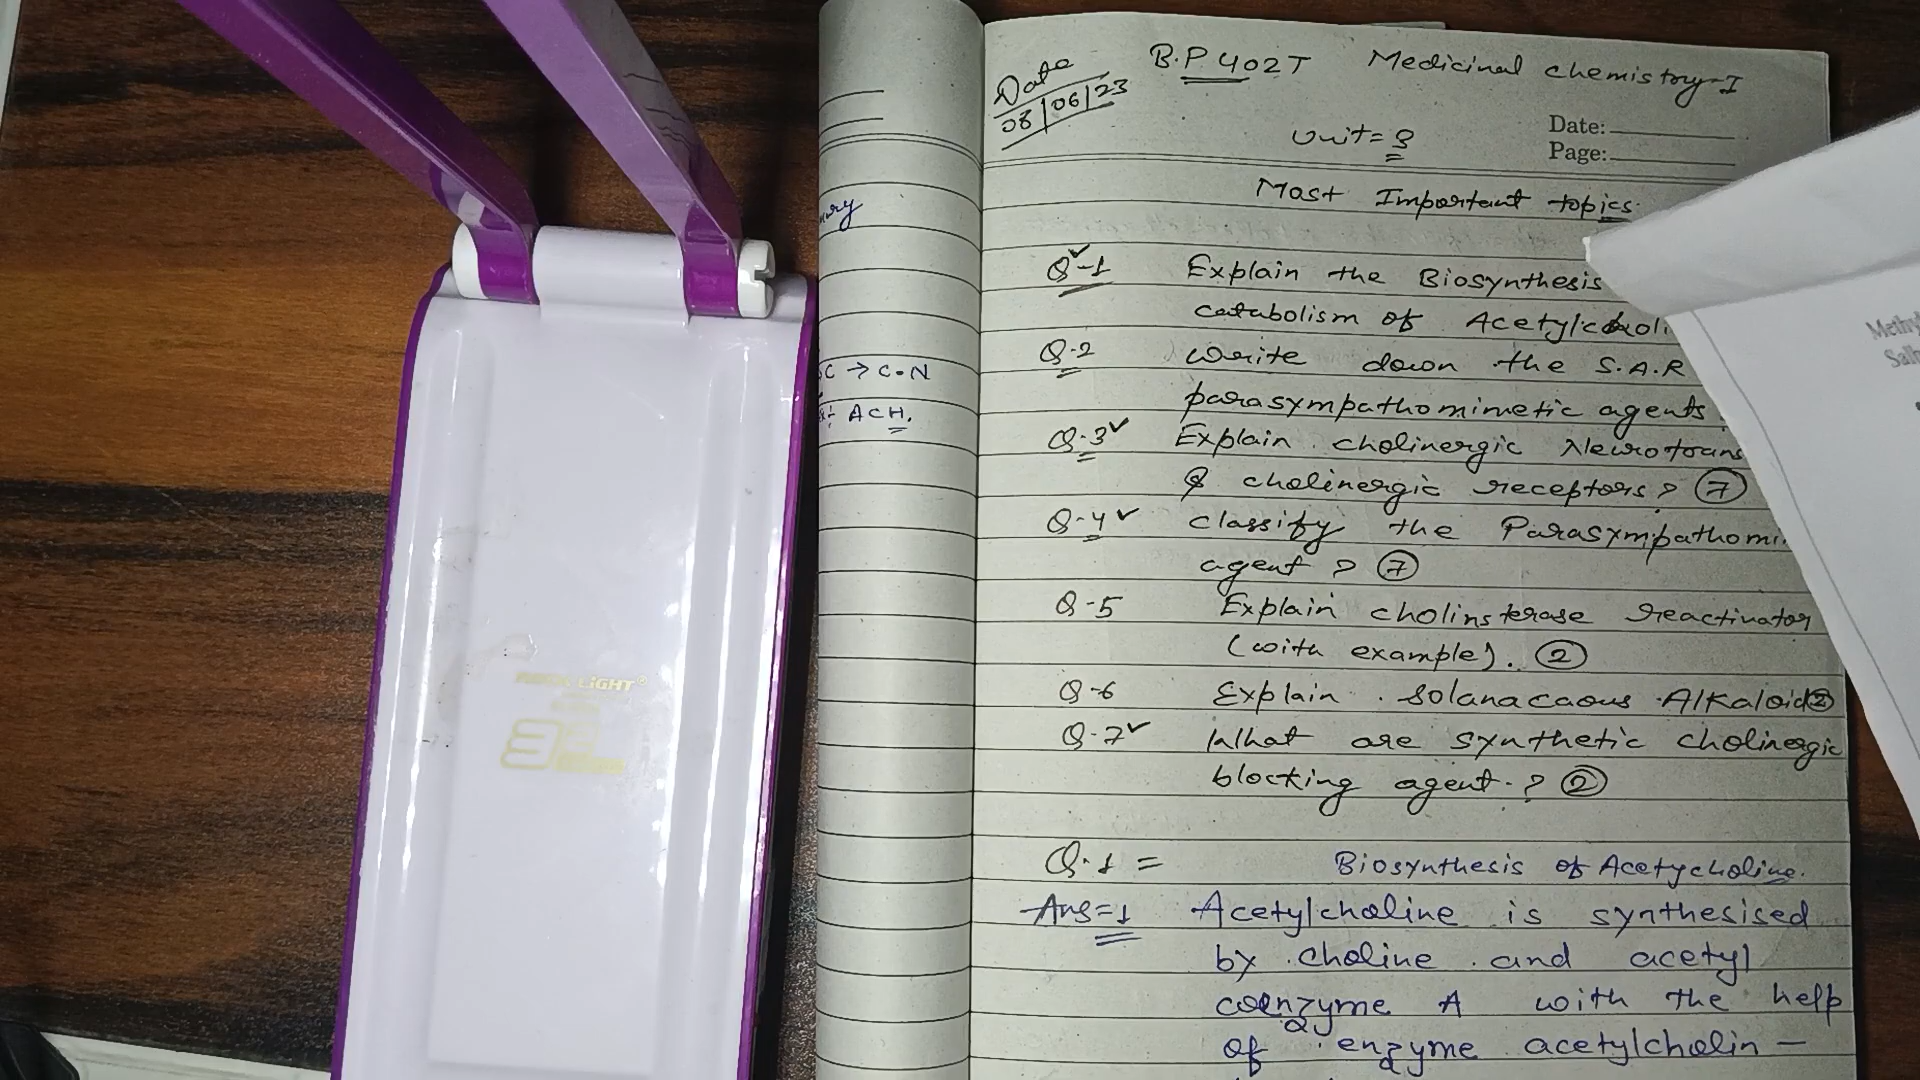 B.P 402T Medicinal chemistry-I
Date
08/06/23
Unit = 3
Date:
Page:
Most Important topics
Q-1 Explain the Biosynthesis
catabolism of
Q-2 write down the S.A.R
parasympathomimetic agents
Q-3 Explain cholinergic
& cholinergic receptors? 7
Q-4 classify the Parasympathomi
agent? 7
Q-5 Explain cholinsterase reactivator
(with example). 2
Q-6 Explain solanacaous Alkaloid 2
Q-7 What are synthetic cholinergic
blocking agent.? 2
Q.1 = Biosynthesis of Acetycholine.
Ans=1 Acetylcholine is synthesised
by choline and acetyl
coenzyme A with the help
of enzyme acetylcholin-
C → C-N
ACH.
LIGHT